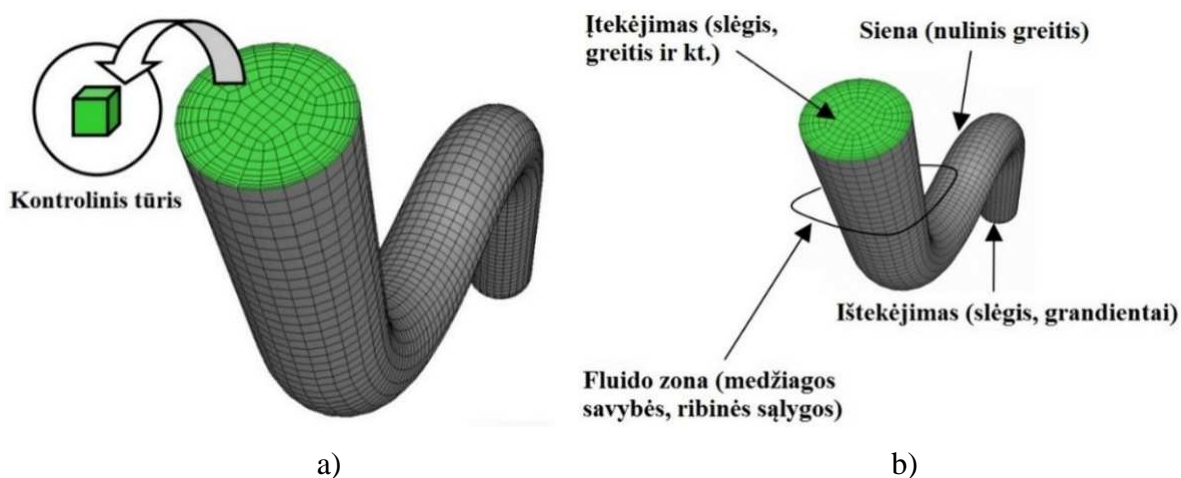 Kontrolinis tūris
a)
Įtekėjimas (slėgis,
greitis ir kt.)
Siena (nulinis greitis)
Ištekėjimas (slėgis, grandientai)
Fluido zona (medžiagos
savybės, ribinės sąlygos)
b)